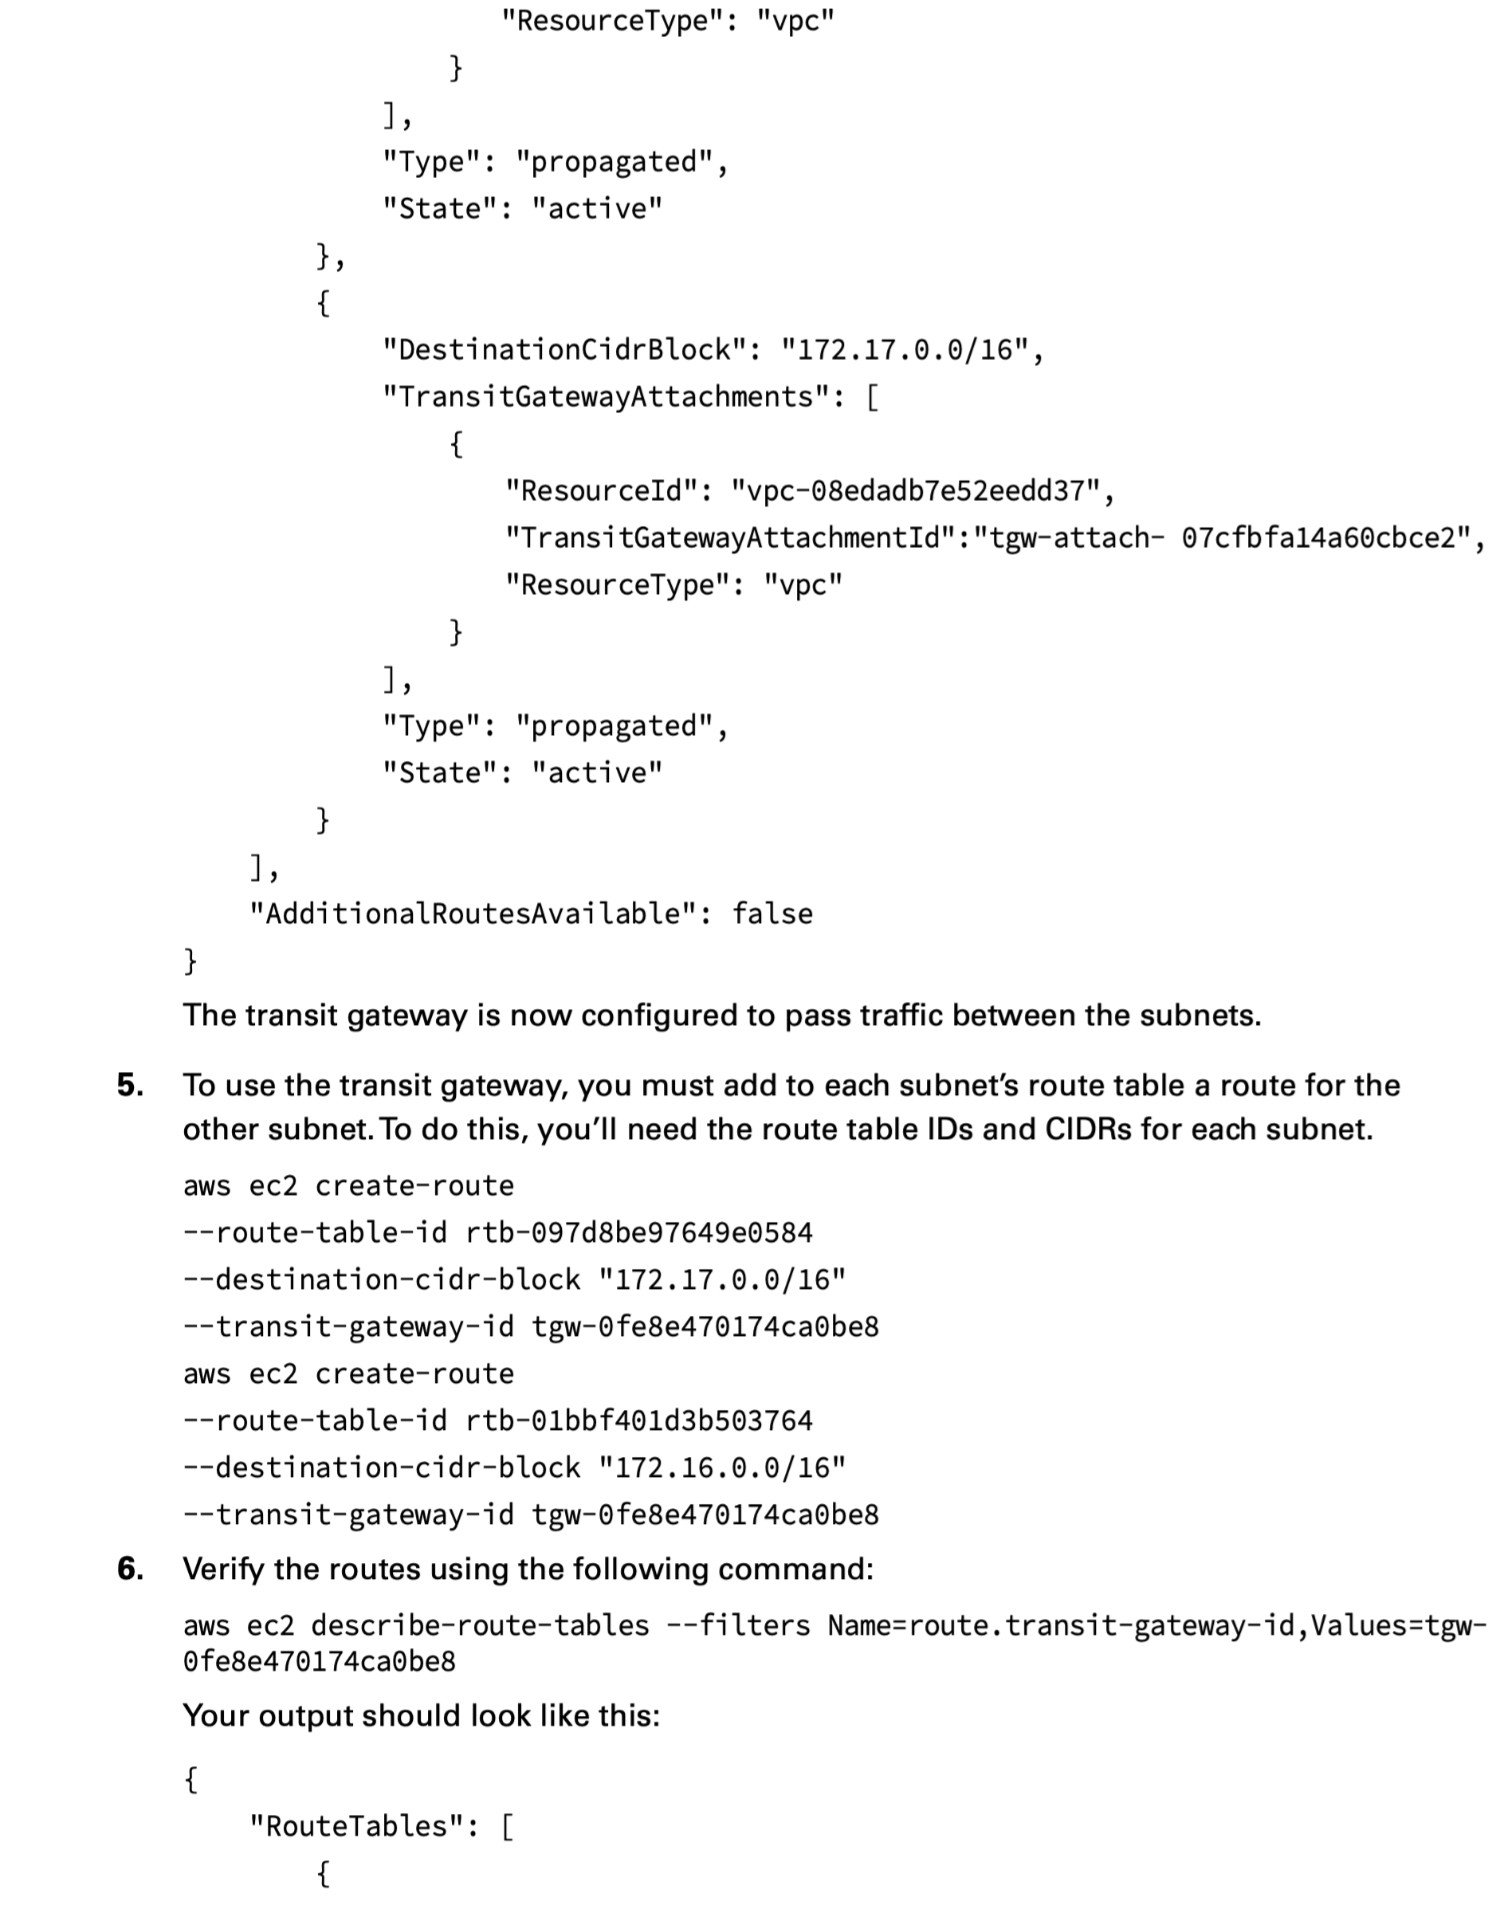 "ResourceType": "vpc"
}
],
"Type": "propagated",
"State": "active"
},
{
"DestinationCidrBlock": "172.17.0.0/16",
"TransitGatewayAttachments": [
{
"ResourceId": "vpc-08edadb7e52eedd37",
"TransitGatewayAttachmentId":"tgw-attach- 07cfbfa14a60cbce2",
"ResourceType": "vpc"
}
],
"Type": "propagated",
"State": "active"
}
],
"AdditionalRoutesAvailable": false
}
The transit gateway is now configured to pass traffic between the subnets.
5. To use the transit gateway, you must add to each subnet's route table a route for the
other subnet. To do this, you'll need the route table IDs and CIDRs for each subnet.
aws ec2 create-route
--route-table-id rtb-097d8be97649e0584
--destination-cidr-block "172.17.0.0/16"
--transit-gateway-id tgw-0fe8e470174ca0be8
aws ec2 create-route
--route-table-id rtb-01bbf401d3b503764
--destination-cidr-block "172.16.0.0/16"
--transit-gateway-id tgw-0fe8e470174ca0be8
6. Verify the routes using the following command:
aws ec2 describe-route-tables --filters Name=route.transit-gateway-id,Values=tgw-
0fe8e470174ca0be8
Your output should look like this:
{
"RouteTables": [
{